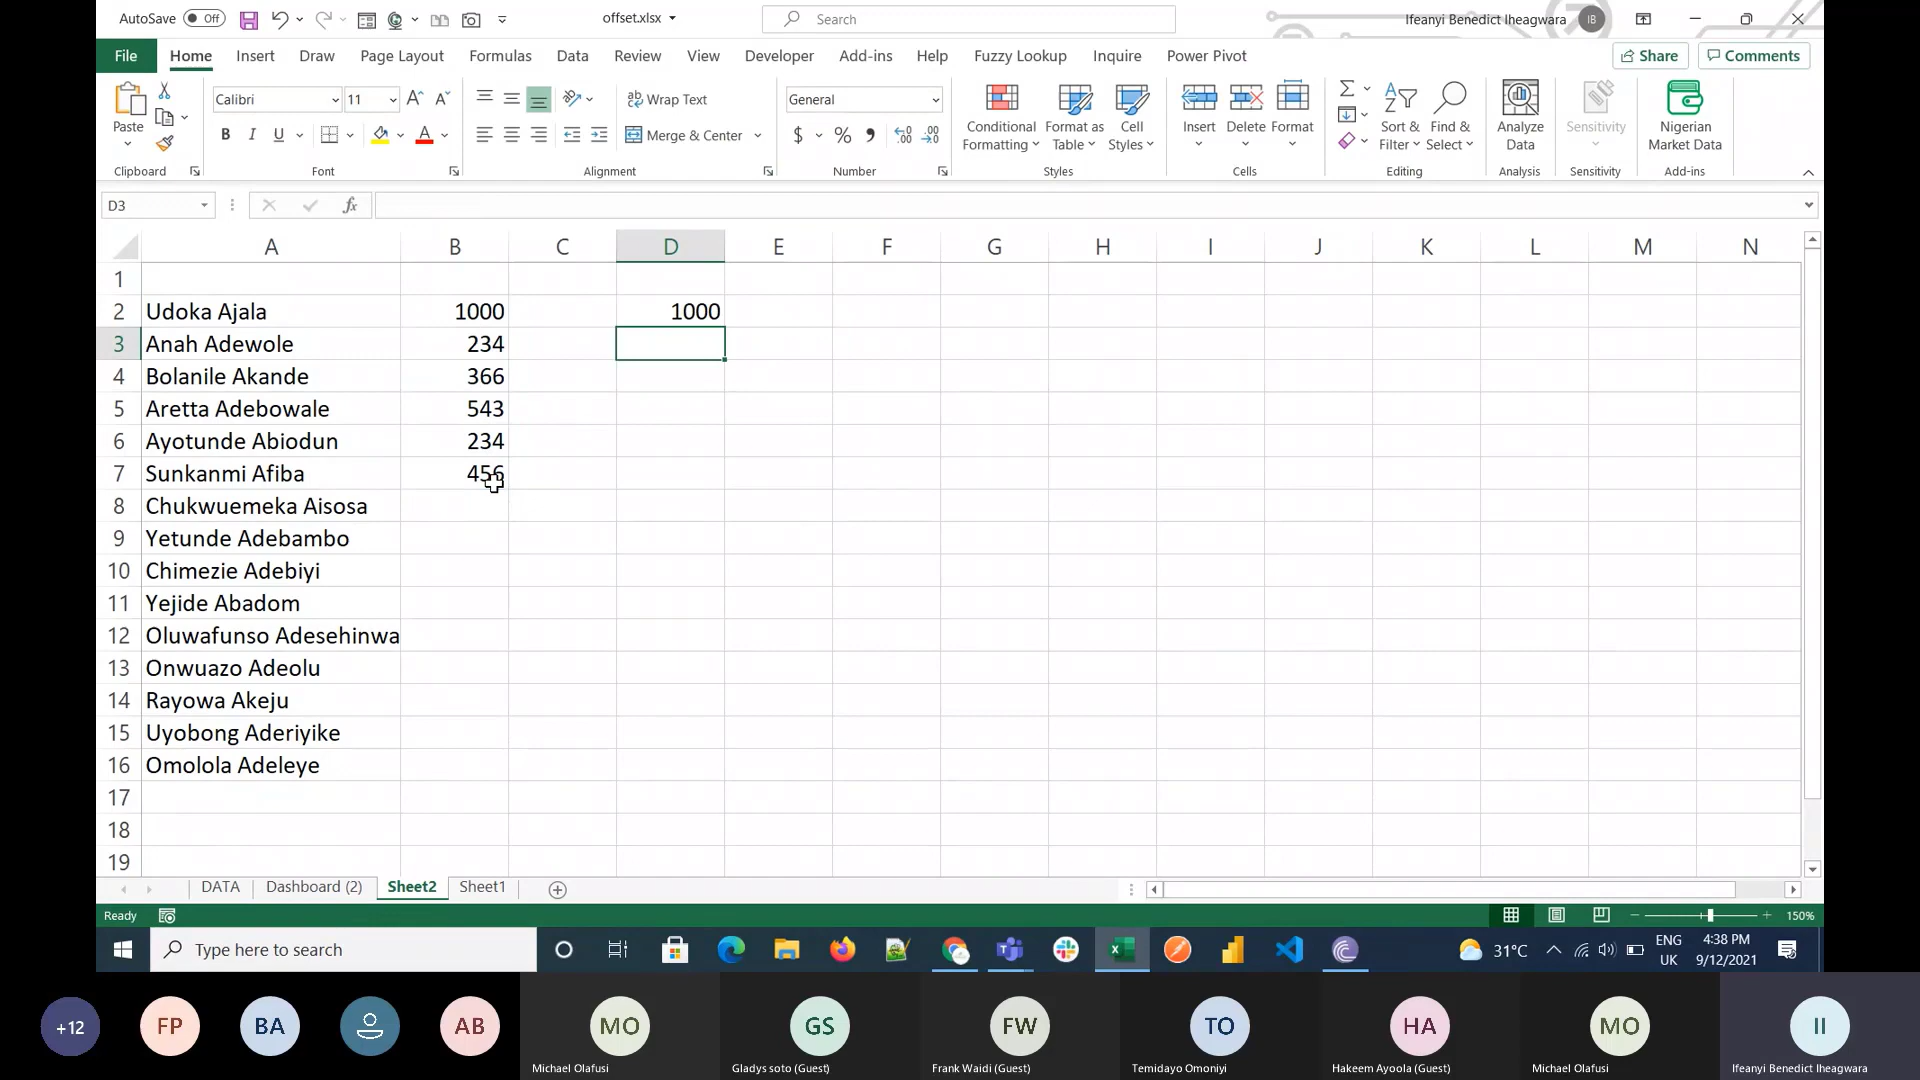 AutoSave Off offset.xlsx Search Ifeanyi Benedict Iheagwara IB
File Home Insert Draw Page Layout Formulas Data Review View Developer Add-ins Help Fuzzy Lookup Inquire Power Pivot Share Comments
Calibri 11 Wrap Text General
Paste B I U Merge & Center $ % Conditional Formatting Format as Table Cell Styles Insert Delete Format Sort & Filter Find & Select Analyze Data Sensitivity Nigerian Market Data
Clipboard Font Alignment Number Styles Cells Editing Analysis Sensitivity Add-ins
D3 fx
A B C D E F G H I J K L M N
1
2 Udoka Ajala 1000 1000
3 Anah Adewole 234
4 Bolanile Akande 366
5 Aretta Adebowale 543
6 Ayotunde Abiodun 234
7 Sunkanmi Afiba 456
8 Chukwuemeka Aisosa
9 Yetunde Adebambo
10 Chimezie Adebiyi
11 Yejide Abadom
12 Oluwafunso Adesehinwa
13 Onwuazo Adeolu
14 Rayowa Akeju
15 Uyobong Aderiyike
16 Omolola Adeleye
17
18
19
DATA Dashboard (2) Sheet2 Sheet1
Ready 150%
Type here to search 31°C ENG 4:38 PM
UK 9/12/2021
+12 FP BA AB MO GS FW TO HA MO II
Michael Olafusi Gladys soto (Guest) Frank Waidi (Guest) Temidayo Omoniyi Hakeem Ayoola (Guest) Michael Olafusi Ifeanyi Benedict Iheagwara